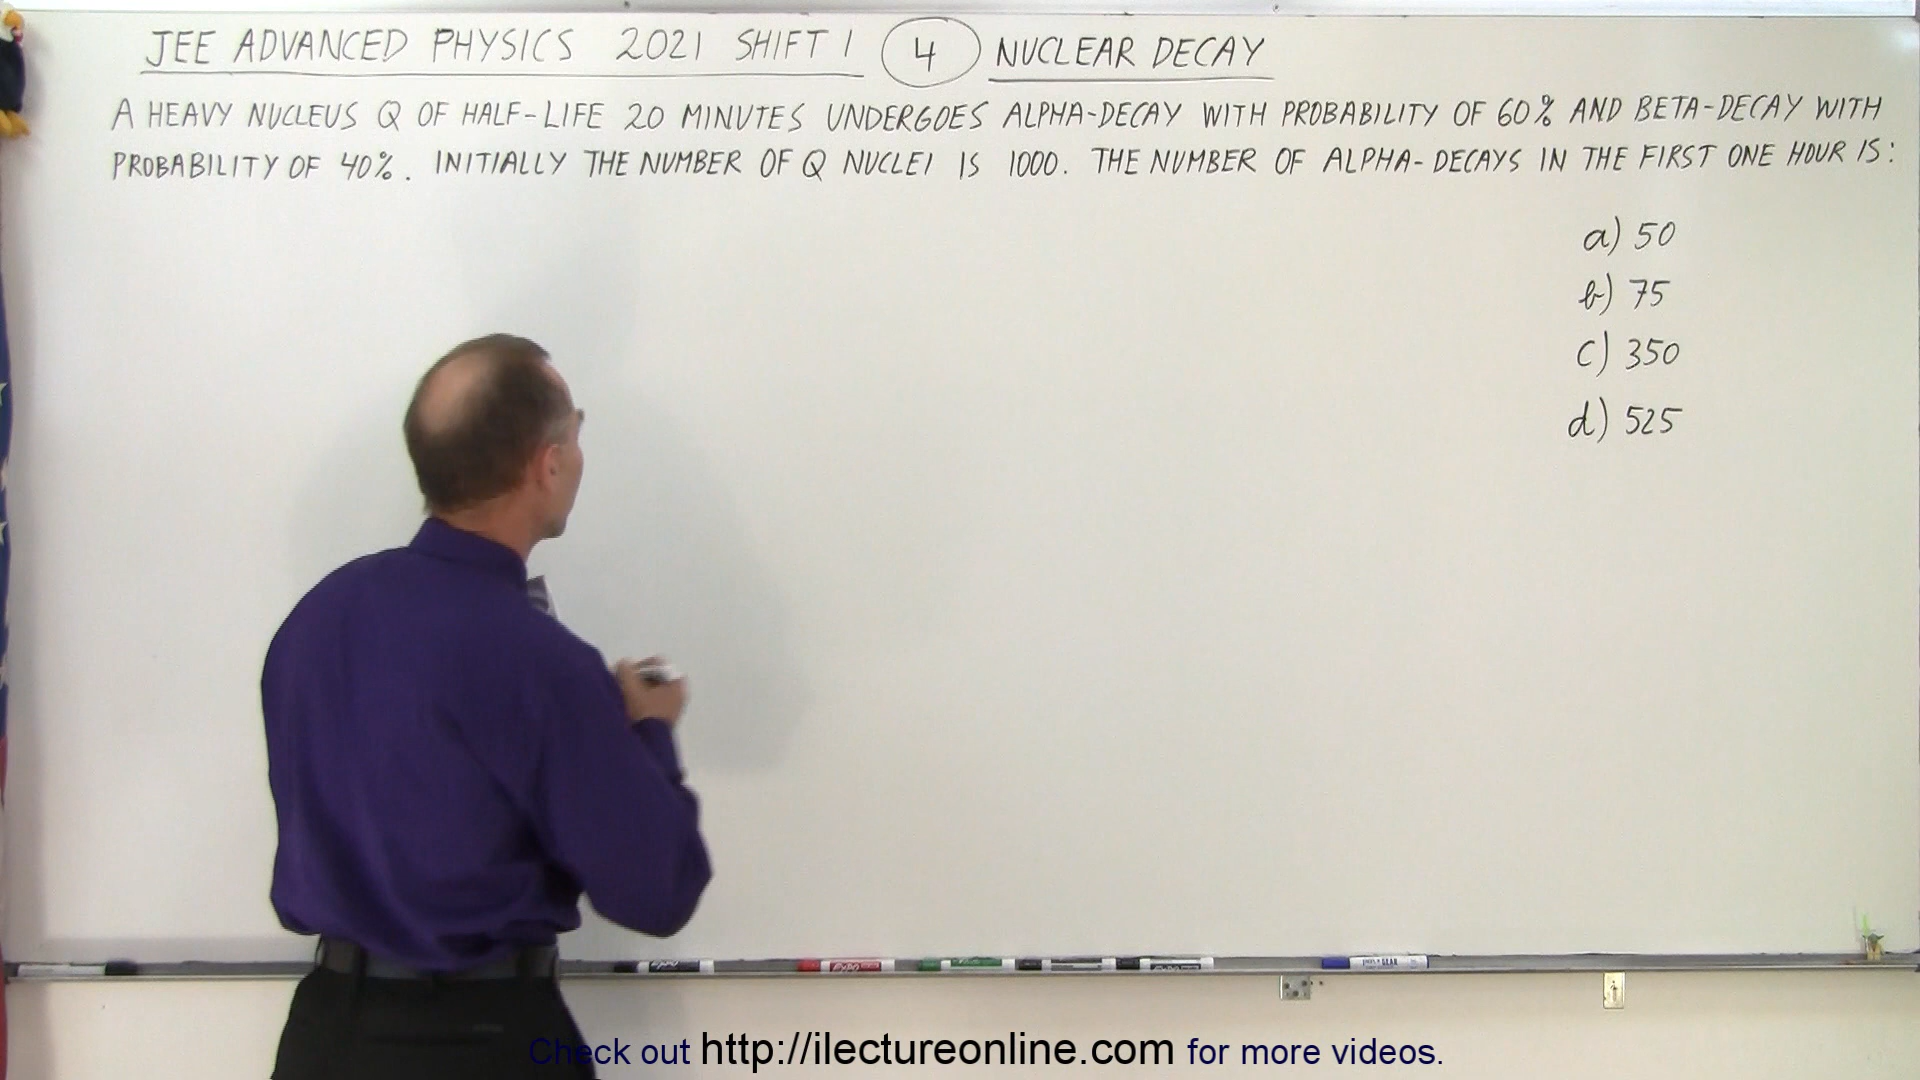 JEE ADVANCED PHYSICS 2021 SHIFT 1 4 NUCLEAR DECAY
A HEAVY NUCLEUS Q OF HALF-LIFE 20 MINUTES UNDERGOES ALPHA-DECAY WITH PROBABILITY OF 60% AND BETA-DECAY WITH
PROBABILITY OF 40%. INITIALLY THE NUMBER OF Q NUCLEI IS 1000. THE NUMBER OF ALPHA-DECAYS IN THE FIRST ONE HOUR IS:
a) 50
b) 75
c) 350
d) 525
EXPO
Check out http://ilectureonline.com for more videos.